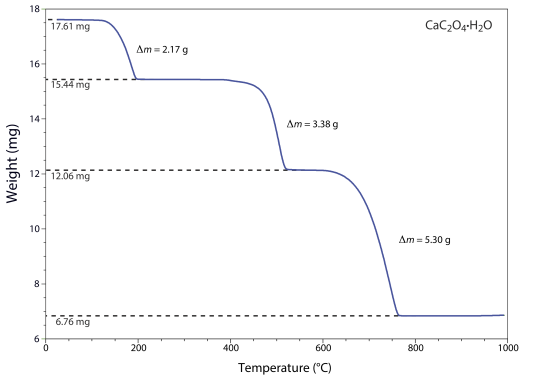 18
CaC₂O₄•H₂O
17.61 mg
Δm = 2.17 g
16
15.44 mg
14
Δm = 3.38 g
Weight (mg)
12
12.06 mg
10
Δm = 5.30 g
8
6.76 mg
6
0 200 400 600 800 1000
Temperature (°C)